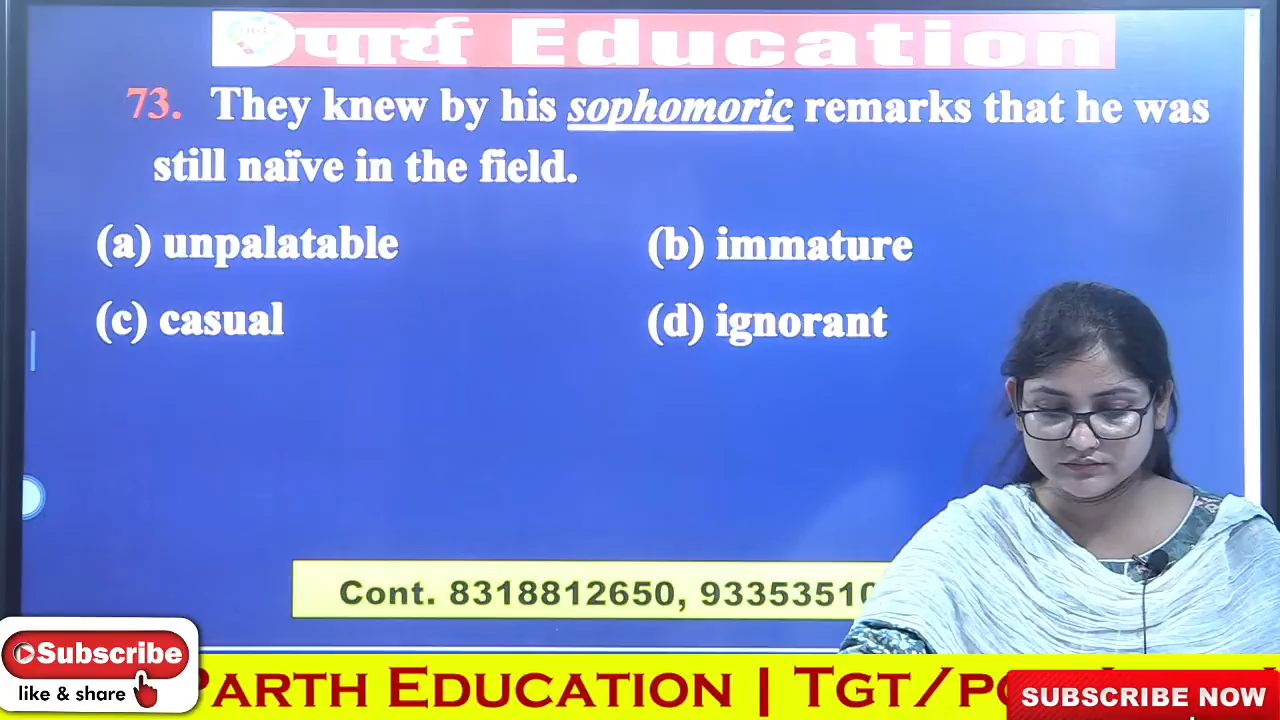 पार्थ Education
73. They knew by his sophomoric remarks that he was
still naïve in the field.
(a) unpalatable
(b) immature
(c) casual
(d) ignorant
Cont. 8318812650, 93353510
Subscribe
like & share
PARTH EDUCATION | TGT/PG
SUBSCRIBE NOW